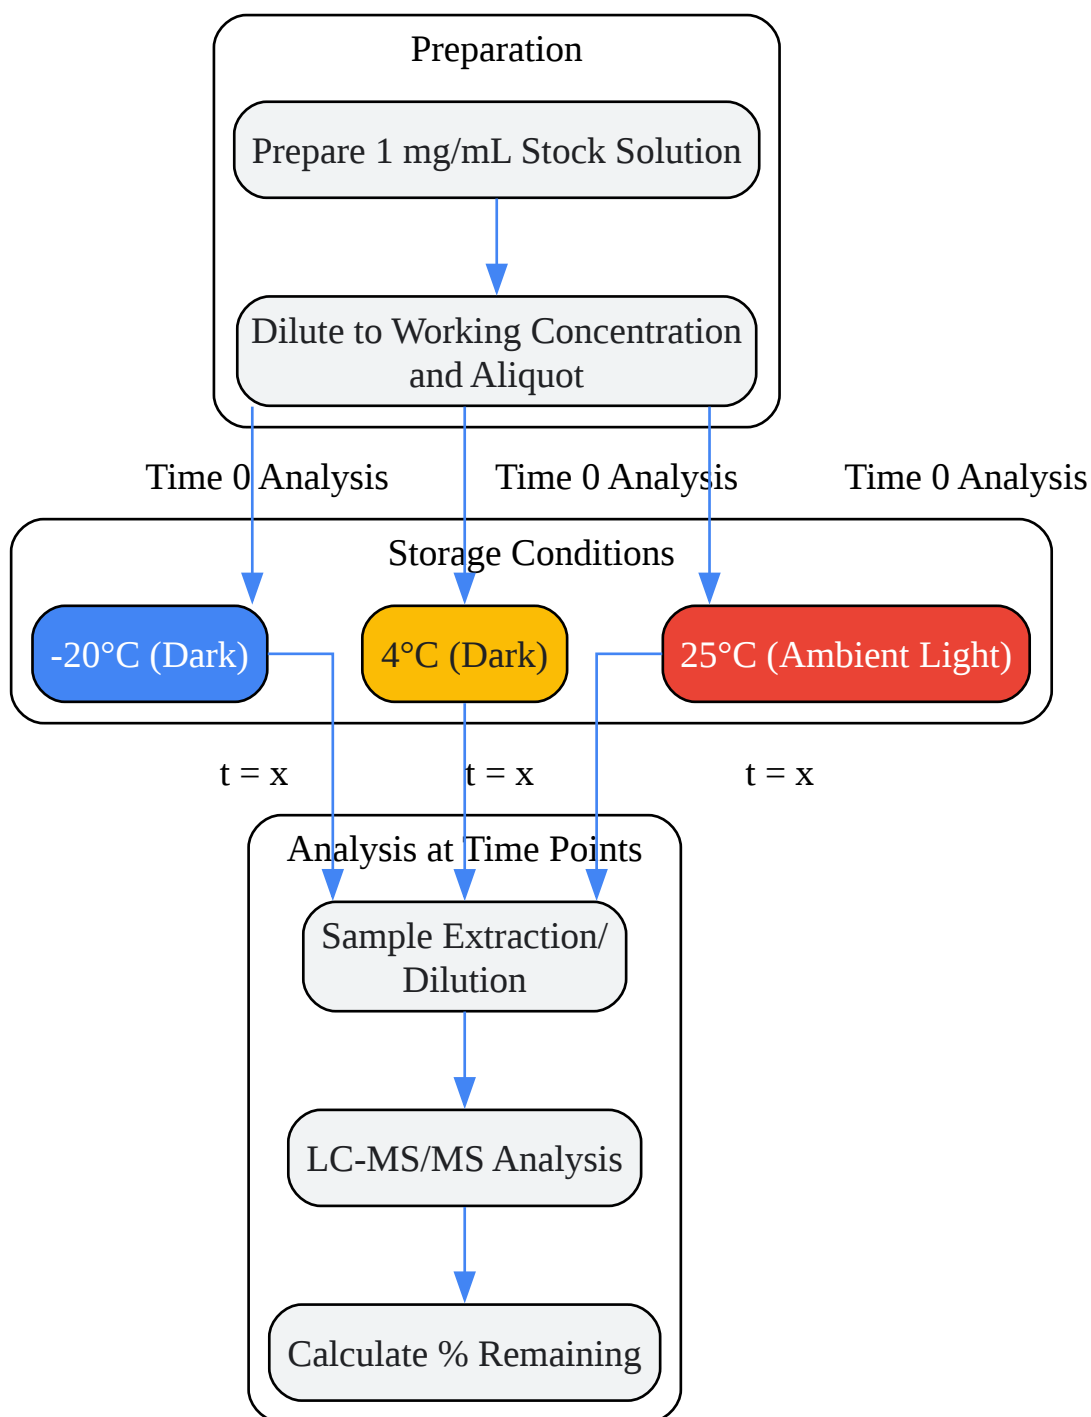 Preparation
Prepare 1 mg/mL Stock Solution
Dilute to Working Concentration
and Aliquot
Time 0 Analysis
Time 0 Analysis
Time 0 Analysis
Storage Conditions
-20°C (Dark)
4°C (Dark)
25°C (Ambient Light)
t = x
t = x
t = x
Analysis at Time Points
Sample Extraction/
Dilution
LC-MS/MS Analysis
Calculate % Remaining